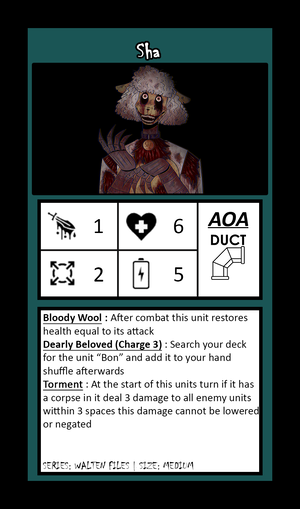 Sha
1
6
AOA
DUCT
2
5
Bloody Wool : After combat this unit restores
health equal to its attack
Dearly Beloved (Charge 3) : Search your deck
for the unit “Bon” and add it to your hand
shuffle afterwards
Torment : At the start of this units turn if it has
a corpse in it deal 3 damage to all enemy units
witthin 3 spaces this damage cannot be lowered
or negated
SERIES: WALTEN FILES | SIZE: MEDIUM